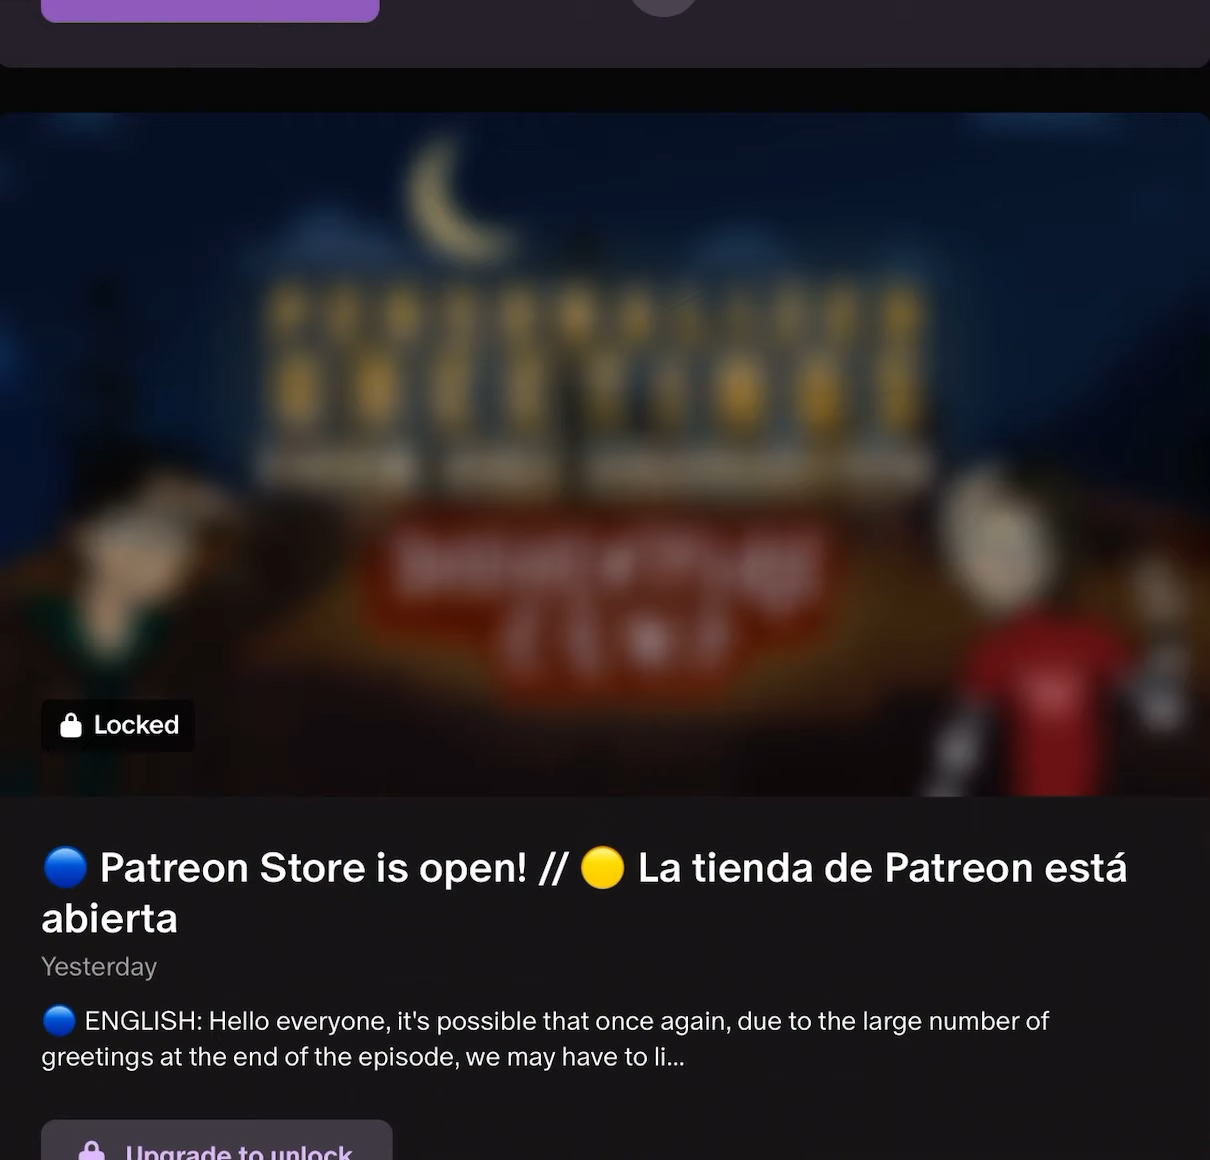 Locked
🔵 Patreon Store is open! // 🟡 La tienda de Patreon está
abierta
Yesterday
🔵 ENGLISH: Hello everyone, it's possible that once again, due to the large number of
greetings at the end of the episode, we may have to li...
Upgrade to unlock